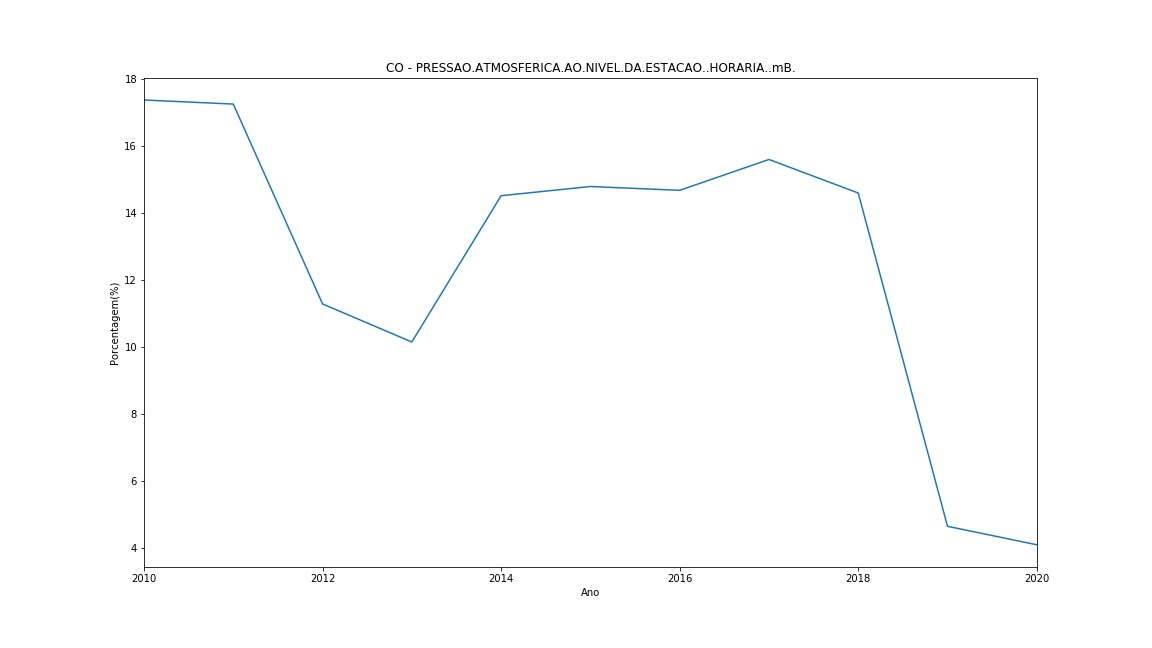 CO - PRESSAO.ATMOSFERICA.AO.NIVEL.DA.ESTACAO..HORARIA..mB.
18
16
14
12
10
8
6
4
Porcentagem(%)
2010 2012 2014 2016 2018 2020
Ano